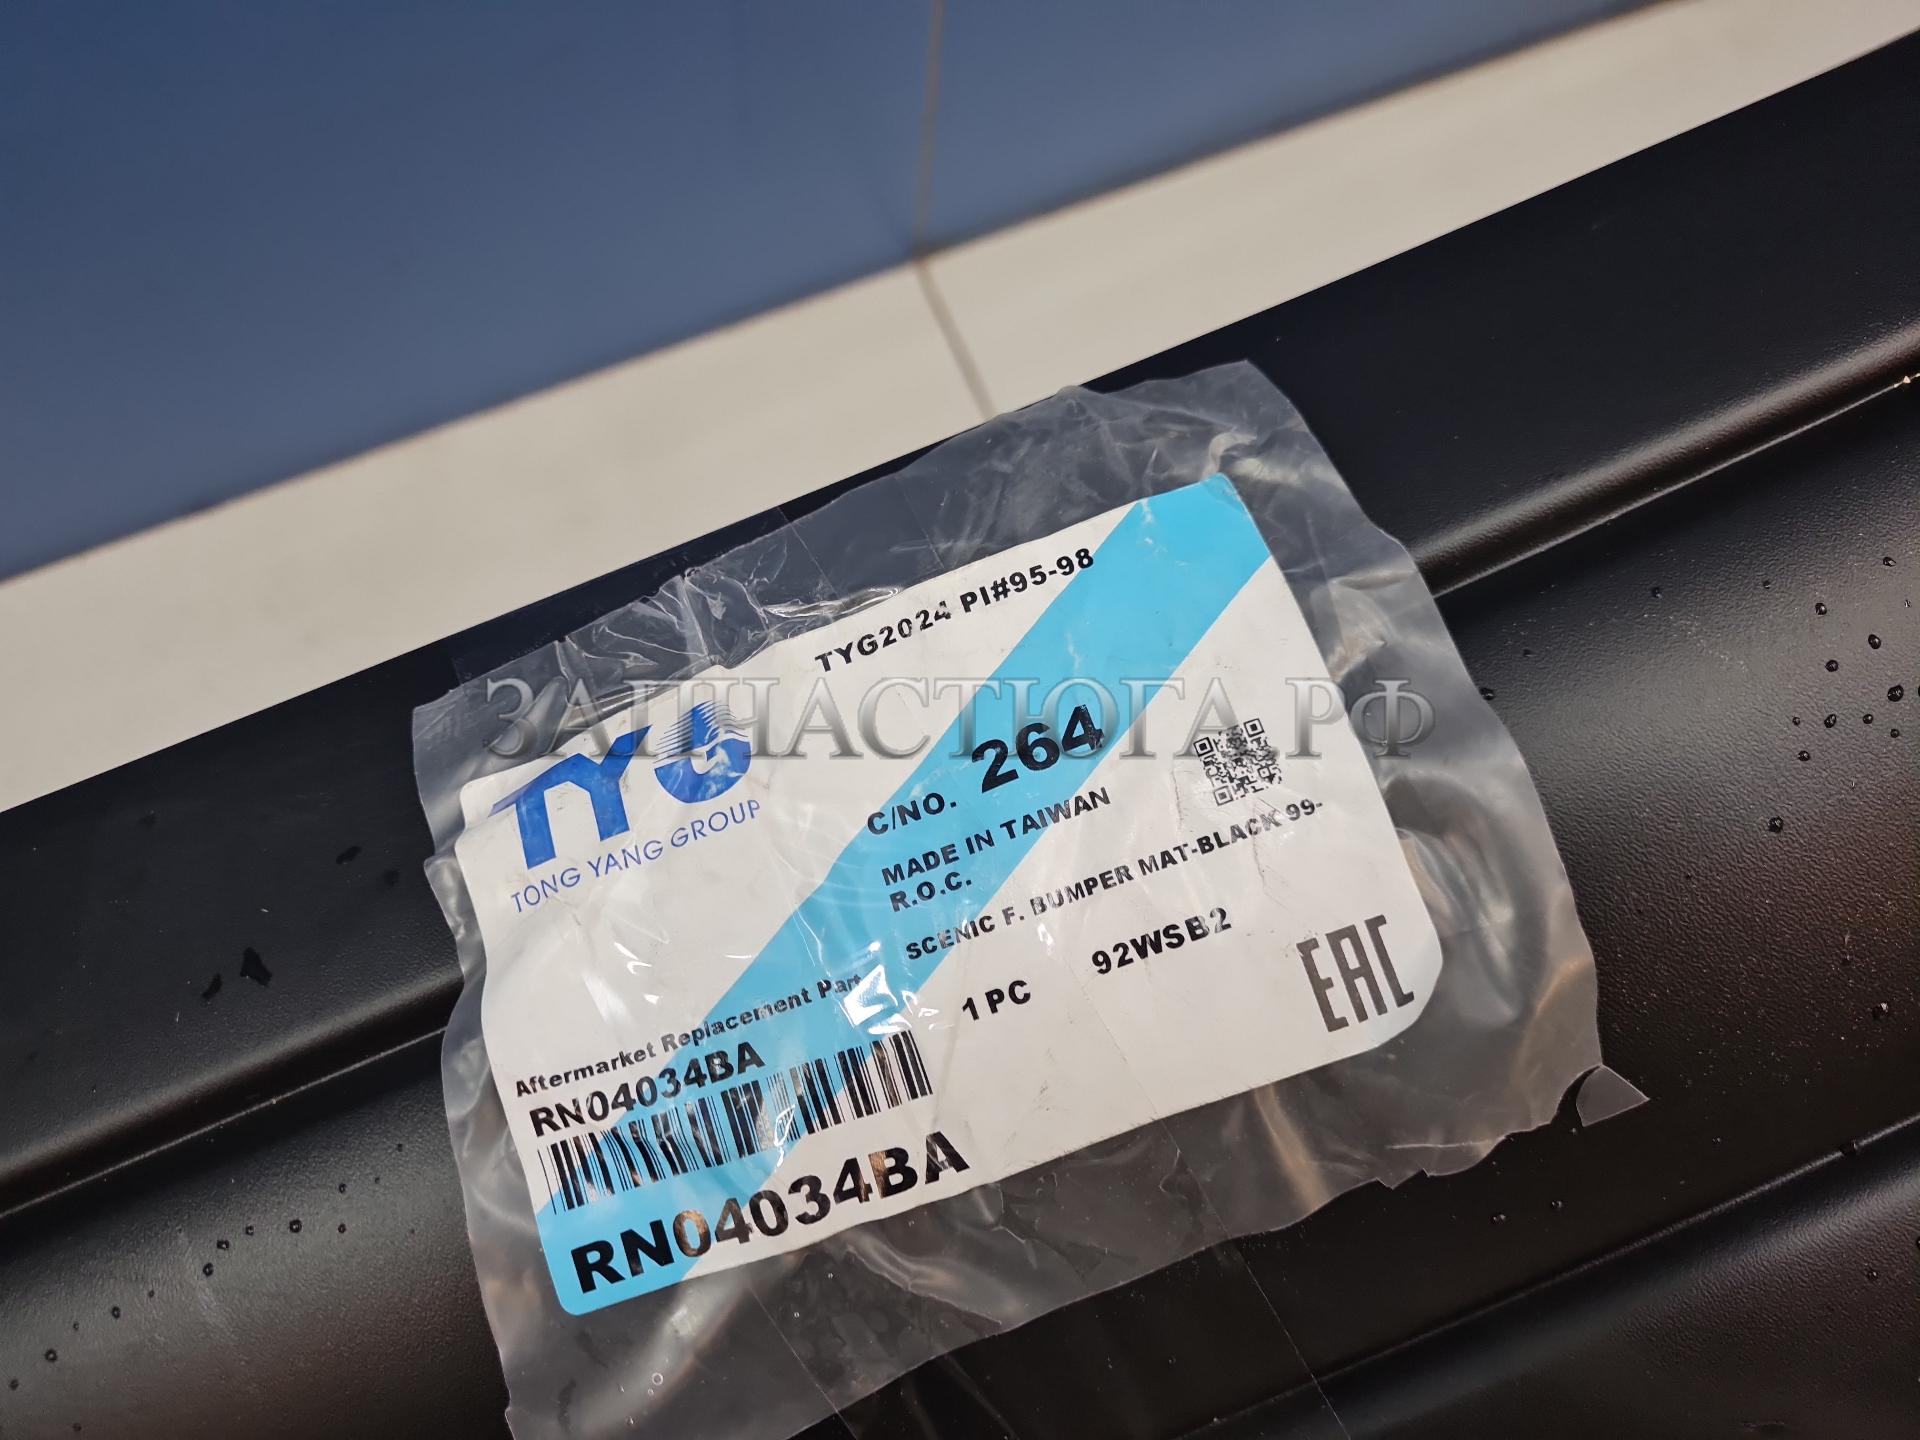 TYG2024 PI#95-98
ЗАПЧАСТЮГА.РФ
TYG
TONG YANG GROUP
C/NO. 264
MADE IN TAIWAN
R.O.C.
SCENIC F. BUMPER MAT-BLACK 99-
1 PC 92WSB2
EAC
Aftermarket Replacement Part
RN04034BA
RN04034BA